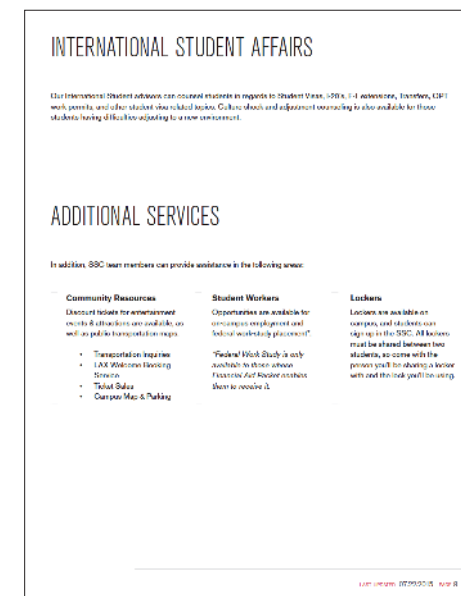 INTERNATIONAL STUDENT AFFAIRS
Our International Student advisors can counsel students in regards to Student Visas, I-20's, F-1 extensions, Transfers, OPT
work permits, and other student visa related topics. Culture shock and adjustment counseling is also available for those
students having difficulties adjusting to a new environment.
ADDITIONAL SERVICES
In addition, SSC team members can provide assistance in the following areas:
Community Resources
Discount tickets for entertainment
events & attractions are available, as
well as public transportation maps.
• Transportation Inquiries
• LAX Welcome Booking
Service
• Ticket Sales
• Campus Map & Parking
Student Workers
Opportunities are available for
on-campus employment and
federal work-study placement*.
*Federal Work Study is only
available to those whose
Financial Aid Packet enables
them to receive it.
Lockers
Lockers are available on
campus, and students can
sign up in the SSC. All lockers
must be shared between two
students, so come with the
person you'll be sharing a locker
with and the lock you'll be using.
LAST UPDATED 07/29/2015 PAGE 8